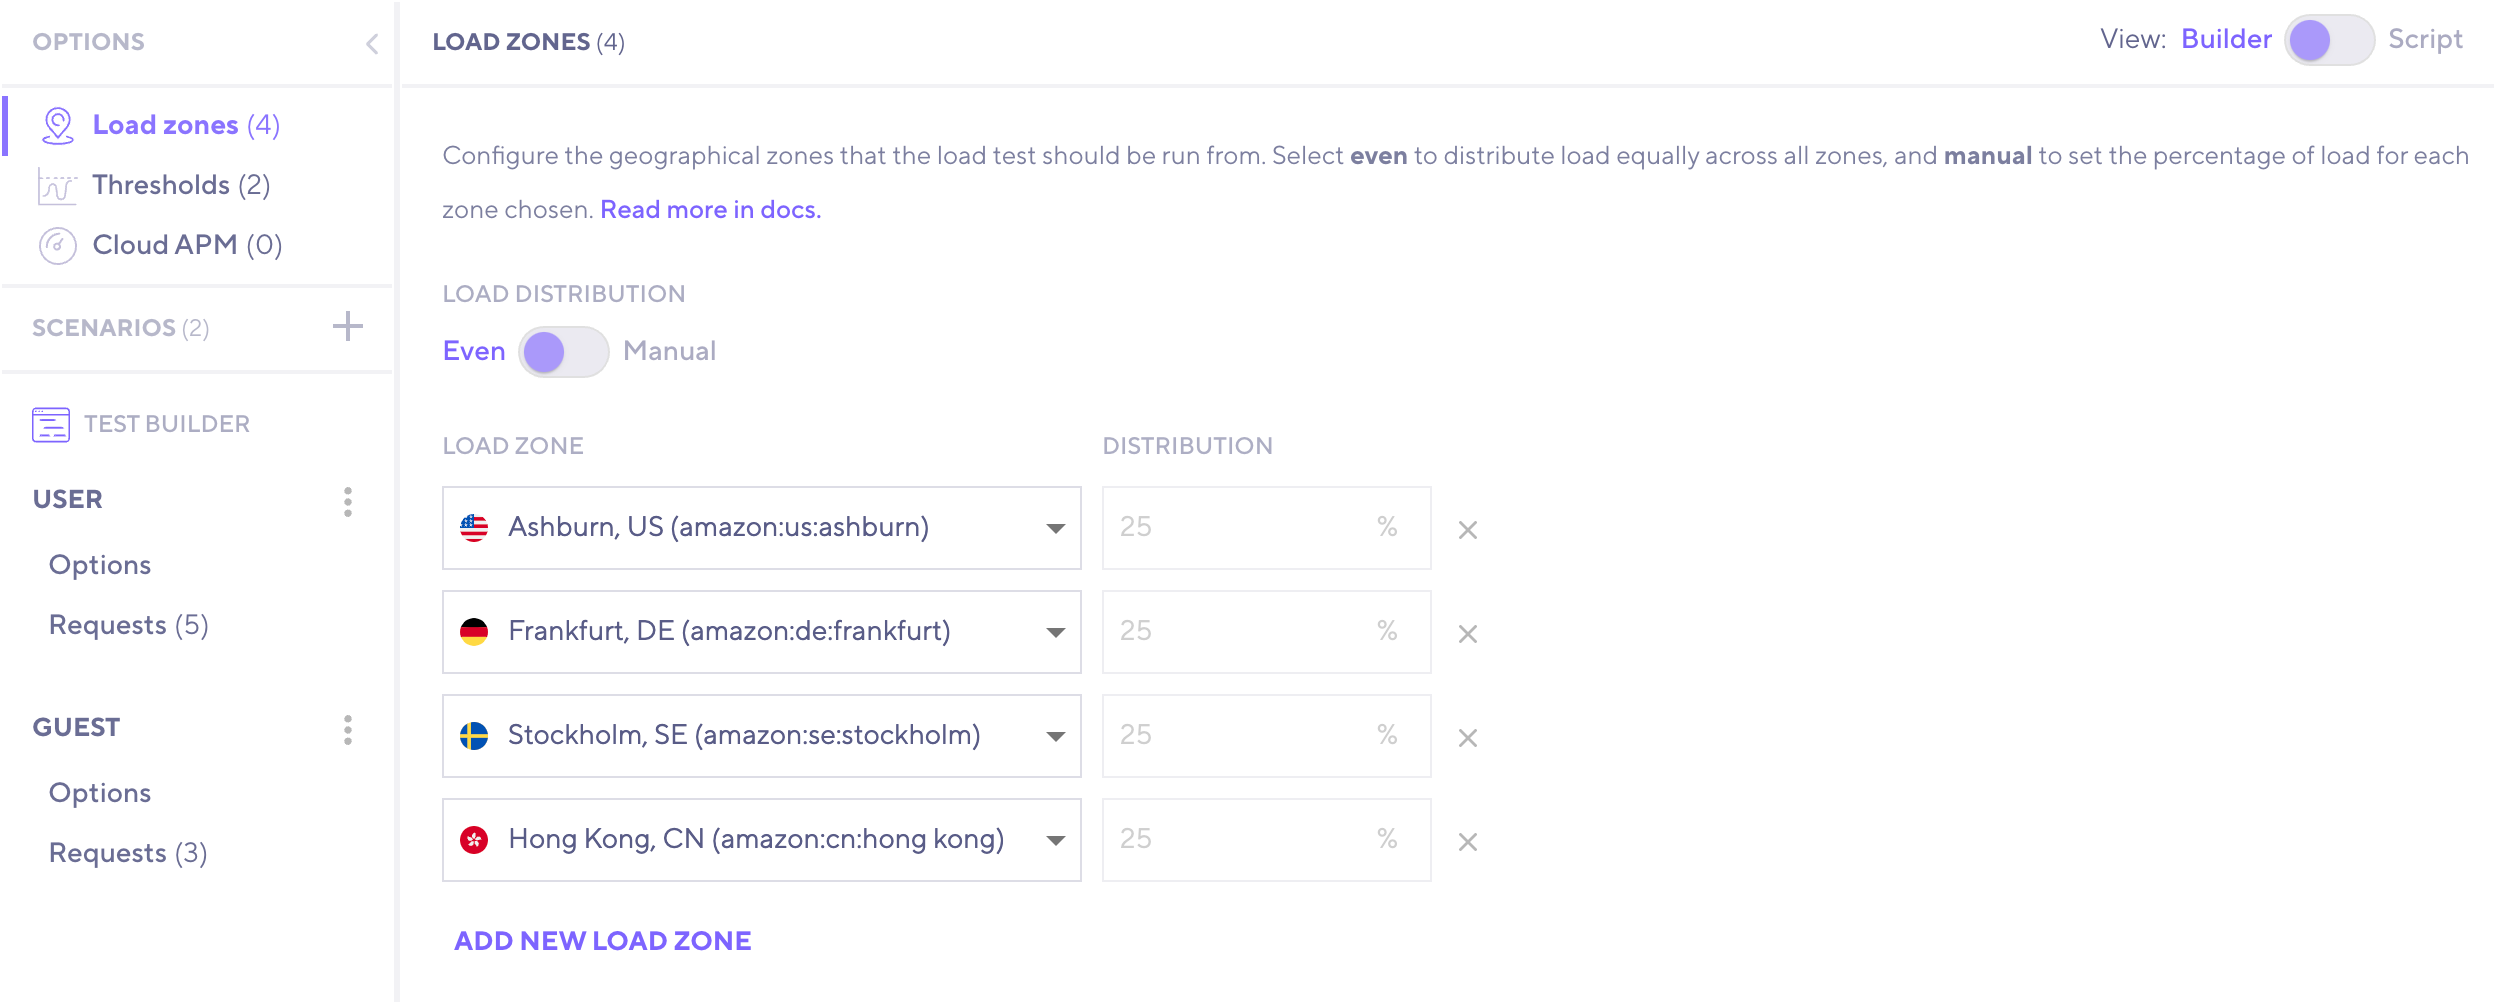 OPTIONS
Load zones (4)
Thresholds (2)
Cloud APM (0)
SCENARIOS (2)
TEST BUILDER
USER
Options
Requests (5)
GUEST
Options
Requests (3)
LOAD ZONES (4)
View: Builder Script
Configure the geographical zones that the load test should be run from. Select even to distribute load equally across all zones, and manual to set the percentage of load for each
zone chosen. Read more in docs.
LOAD DISTRIBUTION
Even Manual
LOAD ZONE DISTRIBUTION
Ashburn, US (amazon:us:ashburn) 25 %
Frankfurt, DE (amazon:de:frankfurt) 25 %
Stockholm, SE (amazon:se:stockholm) 25 %
Hong Kong, CN (amazon:cn:hong kong) 25 %
ADD NEW LOAD ZONE